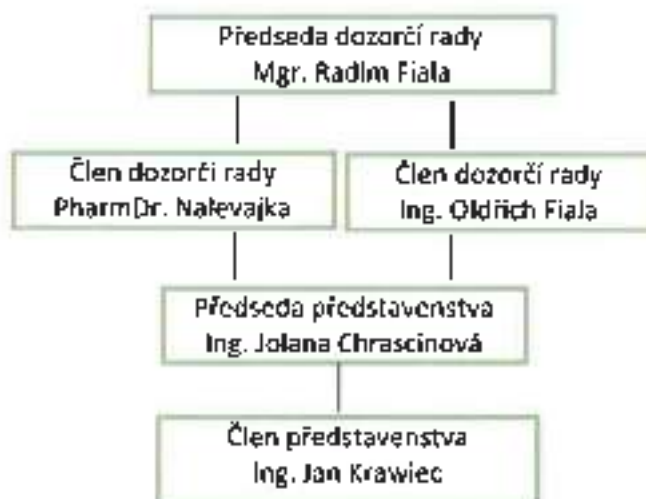 Předseda dozorčí rady
Mgr. Radim Fiala
Člen dozorčí rady
PharmDr. Nalevajka
Člen dozorčí rady
Ing. Oldřich Fiala
Předseda představenstva
Ing. Jolana Chrascinová
Člen představenstva
Ing. Jan Krawiec